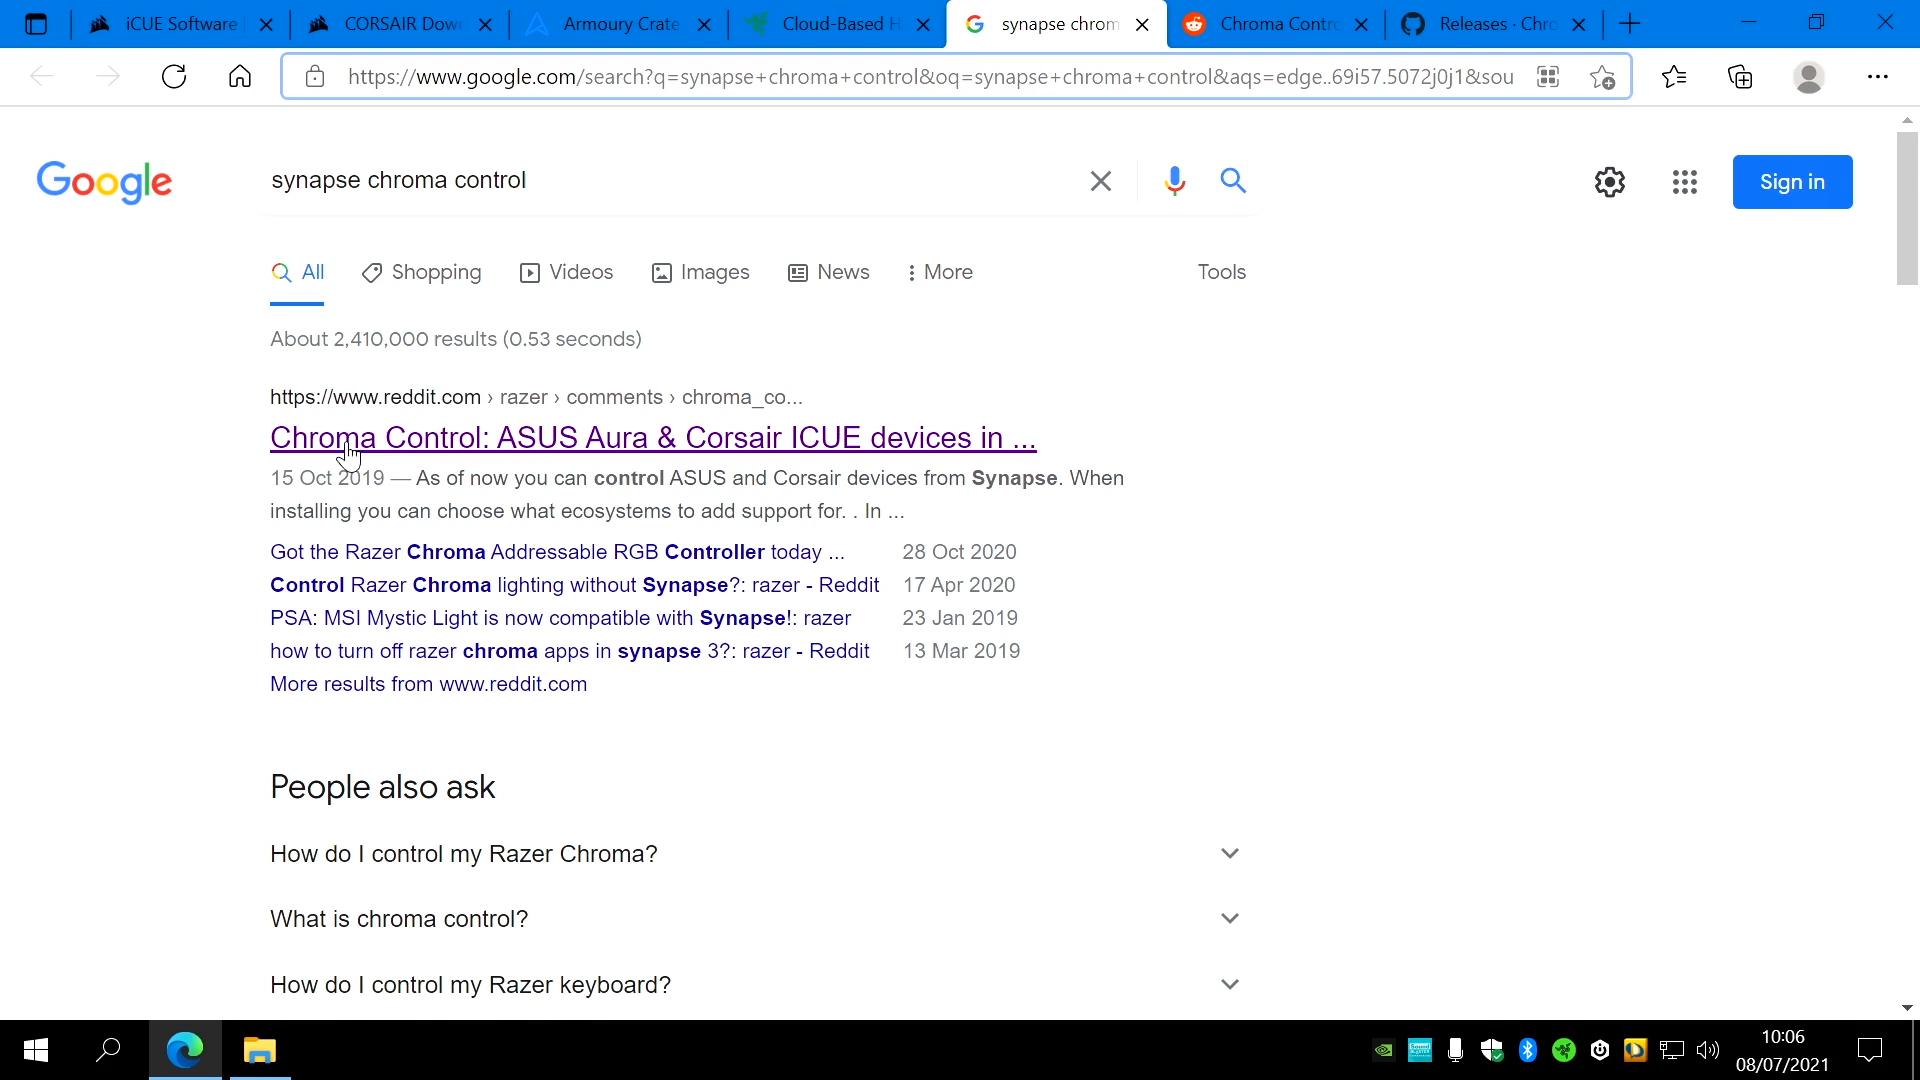 iCUE Software
CORSAIR Dow
Armoury Crate
Cloud-Based H
synapse chrom
Chroma Contro
Releases · Chro
https://www.google.com/search?q=synapse+chroma+control&oq=synapse+chroma+control&aqs=edge..69i57.5072j0j1&sou
Google
synapse chroma control
Sign in
All
Shopping
Videos
Images
News
More
Tools
About 2,410,000 results (0.53 seconds)
https://www.reddit.com › razer › comments › chroma_co...
Chroma Control: ASUS Aura & Corsair ICUE devices in ...
15 Oct 2019 — As of now you can control ASUS and Corsair devices from Synapse. When
installing you can choose what ecosystems to add support for. . In ...
Got the Razer Chroma Addressable RGB Controller today ... 28 Oct 2020
Control Razer Chroma lighting without Synapse?: razer - Reddit 17 Apr 2020
PSA: MSI Mystic Light is now compatible with Synapse!: razer 23 Jan 2019
how to turn off razer chroma apps in synapse 3?: razer - Reddit 13 Mar 2019
More results from www.reddit.com
People also ask
How do I control my Razer Chroma?
What is chroma control?
How do I control my Razer keyboard?
10:06
08/07/2021